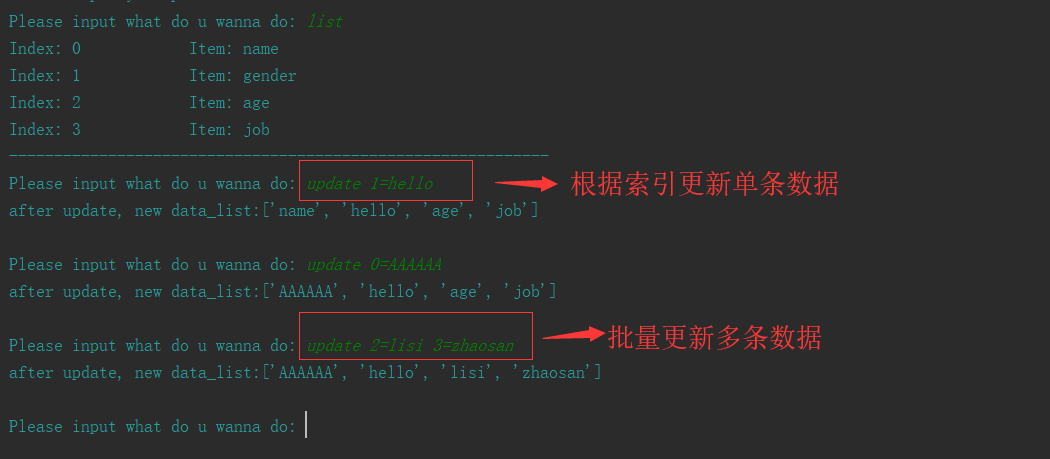 Please input what do u wanna do: list
Index: 0 Item: name
Index: 1 Item: gender
Index: 2 Item: age
Index: 3 Item: job
------------------------------------------------------------
Please input what do u wanna do: update 1=hello 根据索引更新单条数据
after update, new data_list:['name', 'hello', 'age', 'job']
Please input what do u wanna do: update 0=AAAAAA
after update, new data_list:['AAAAAA', 'hello', 'age', 'job']
Please input what do u wanna do: update 2=lisi 3=zhaosan 批量更新多条数据
after update, new data_list:['AAAAAA', 'hello', 'lisi', 'zhaosan']
Please input what do u wanna do: